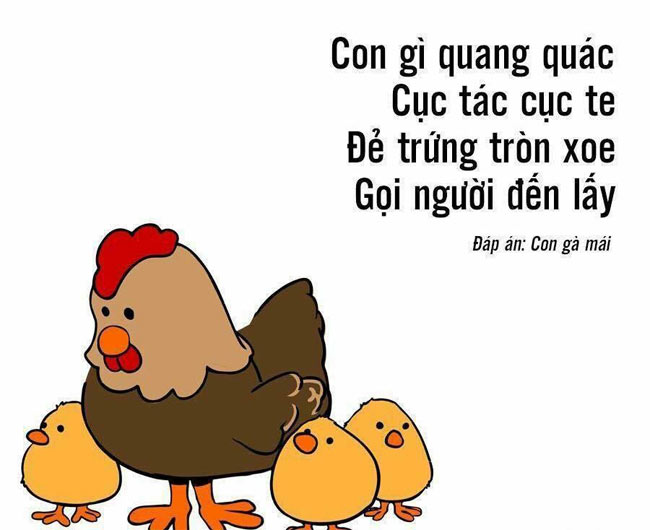 Con gì quang quác
Cục tác cục te
Đẻ trứng tròn xoe
Gọi người đến lấy
Đáp án: Con gà mái